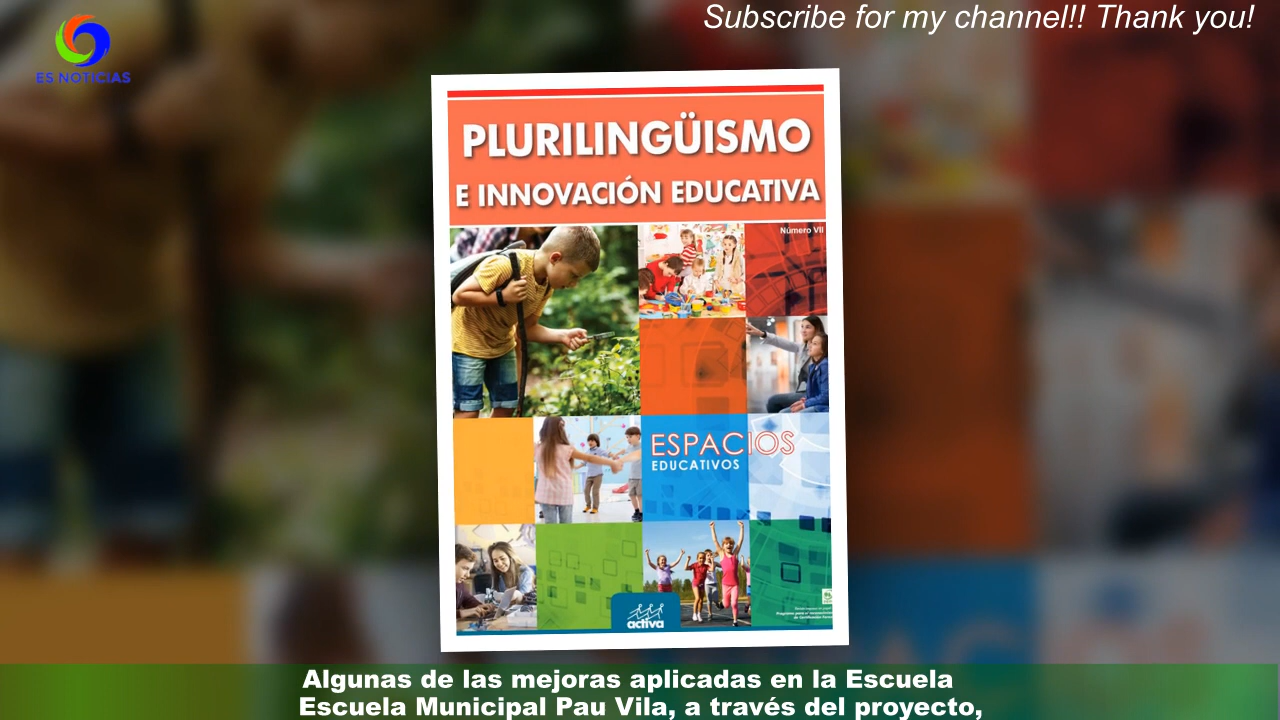 Subscribe for my channel!! Thank you!
ES NOTICIAS
PLURILINGÜISMO
E INNOVACIÓN EDUCATIVA
Número VII
ESPACIOS
EDUCATIVOS
activa
Algunas de las mejoras aplicadas en la Escuela
Escuela Municipal Pau Vila, a través del proyecto,